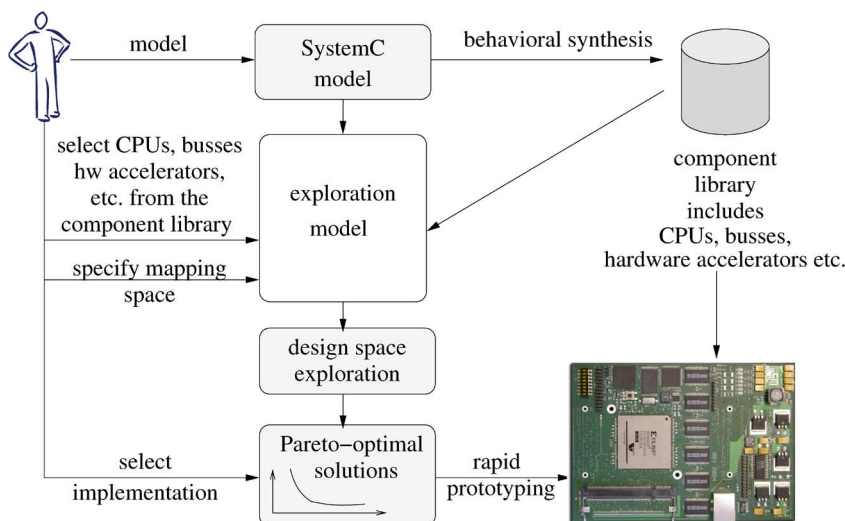 model
SystemC
model
behavioral synthesis
select CPUs, busses
hw accelerators,
etc. from the
component library
exploration
model
component
library
includes
CPUs, busses,
hardware accelerators etc.
specify mapping
space
design space
exploration
Pareto-optimal
solutions
select
implementation
rapid
prototyping
XILINX